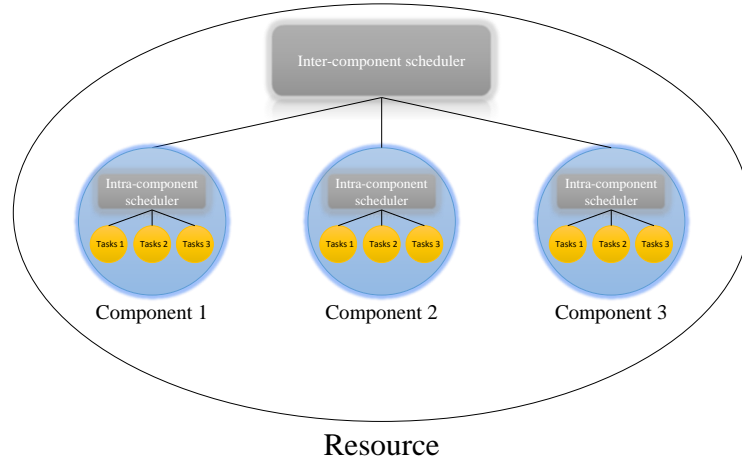 Inter-component scheduler
Intra-component
scheduler
Tasks 1 Tasks 2 Tasks 3
Component 1
Intra-component
scheduler
Tasks 1 Tasks 2 Tasks 3
Component 2
Intra-component
scheduler
Tasks 1 Tasks 2 Tasks 3
Component 3
Resource